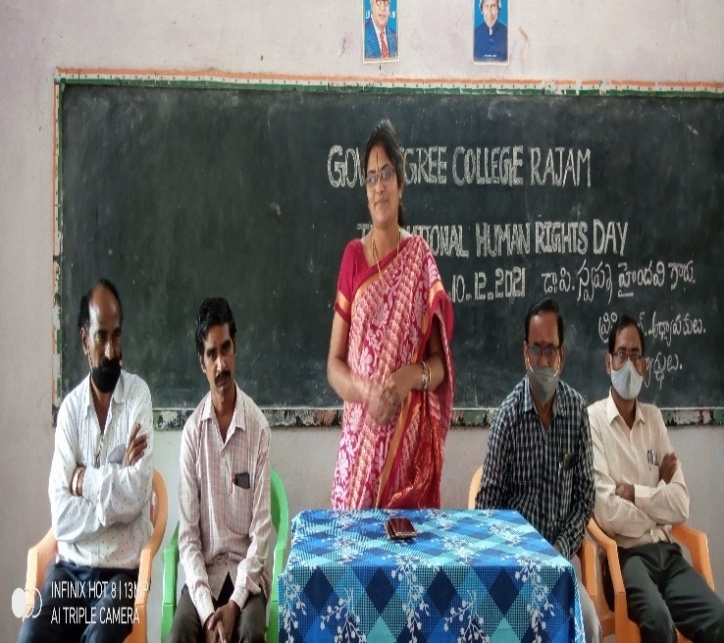 GOV GREE COLLEGE RAJAM
NATIONAL HUMAN RIGHTS DAY
10.12.2021 డా॥పి.స్వప్న హైందవి గారు.
INFINIX HOT 8 | 13M
AI TRIPLE CAMERA